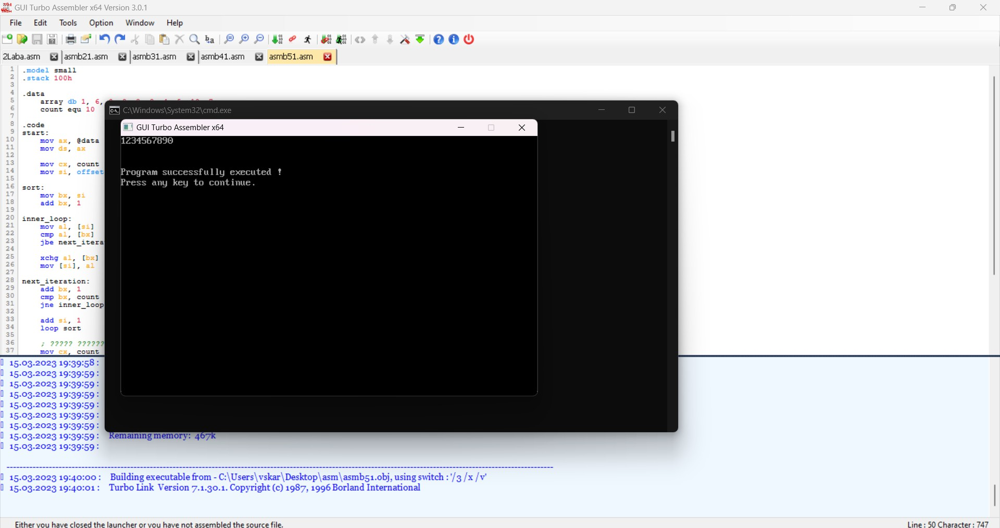 GUI Turbo Assembler x64 Version 3.0.1
File Edit Tools Option Window Help
2Laba.asm asmb21.asm asmb31.asm asmb41.asm asmb51.asm
1 .model small
2 .stack 100h
3
4 .data
5 array db 1, 6,
6 count equ 10
7
8 .code
9 start:
10 mov ax, @data
11 mov ds, ax
12
13 mov cx, count
14 mov si, offset
15
16 sort:
17 mov bx, si
18 add bx, 1
19
20 inner_loop:
21 mov al, [si]
22 cmp al, [bx]
23 jbe next_itera
24
25 xchg al, [bx]
26 mov [si], al
27
28 next_iteration:
29 add bx, 1
30 cmp bx, count
31 jne inner_loop
32
33 add si, 1
34 loop sort
35
36 ; ????? ??????
37 mov cx, count
C:\Windows\System32\cmd.exe
GUI Turbo Assembler x64
1234567890
Program successfully executed !
Press any key to continue.
15.03.2023 19:39:58 :
15.03.2023 19:39:59 :
15.03.2023 19:39:59 :
15.03.2023 19:39:59 :
15.03.2023 19:39:59 :
15.03.2023 19:39:59 :
15.03.2023 19:39:59 :
15.03.2023 19:39:59 : Remaining memory: 467k
15.03.2023 19:39:59 :
15.03.2023 19:40:00 : Building executable from - C:\Users\vskar\Desktop\asm\asmb51.obj, using switch : '/3 /x /v'
15.03.2023 19:40:01 : Turbo Link Version 7.1.30.1. Copyright (c) 1987, 1996 Borland International
Either you have closed the launcher or you have not assembled the source file.
Line : 50 Character : 747